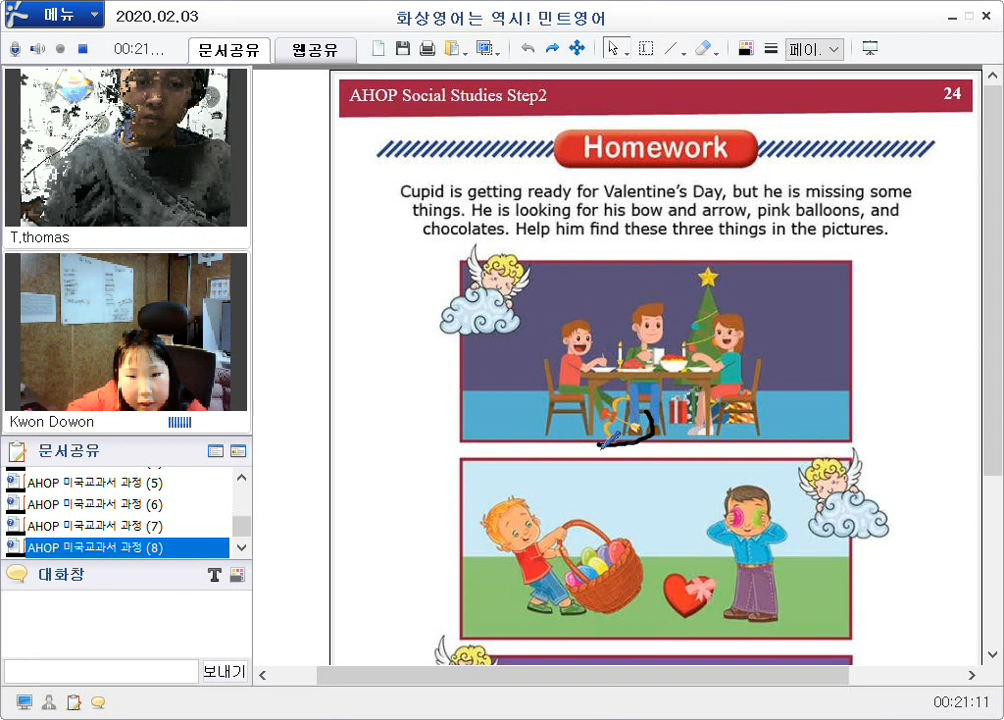 메뉴
2020.02.03
화상영어는 역시! 민트영어
00:21...
문서공유
웹공유
페이.
T.thomas
Kwon Dowon
문서공유
AHOP 미국교과서 과정 (5)
AHOP 미국교과서 과정 (6)
AHOP 미국교과서 과정 (7)
AHOP 미국교과서 과정 (8)
대화창
보내기
AHOP Social Studies Step2
24
Homework
Cupid is getting ready for Valentine's Day, but he is missing some
things. He is looking for his bow and arrow, pink balloons, and
chocolates. Help him find these three things in the pictures.
00:21:11